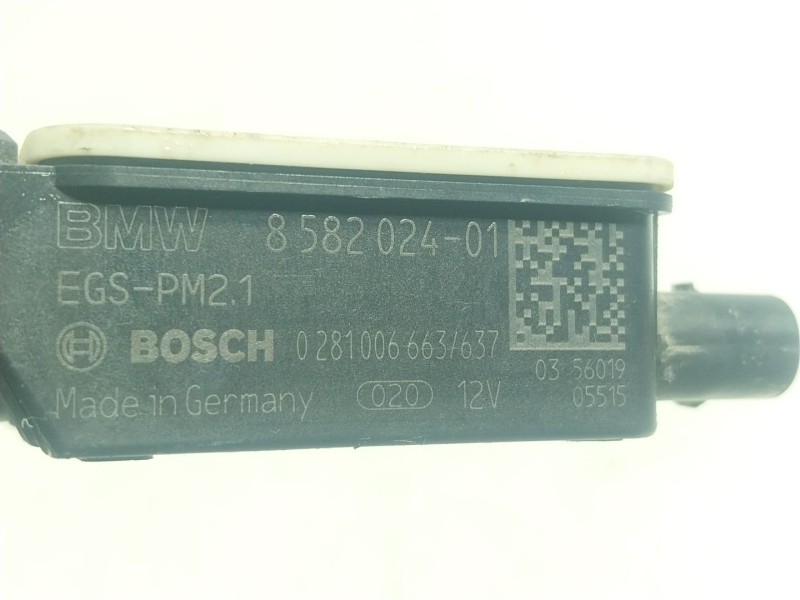 BMW 8 582 024-01
EGS-PM2.1
BOSCH 0 281 006 663/637
03 56019
Made in Germany 020 12V 05515